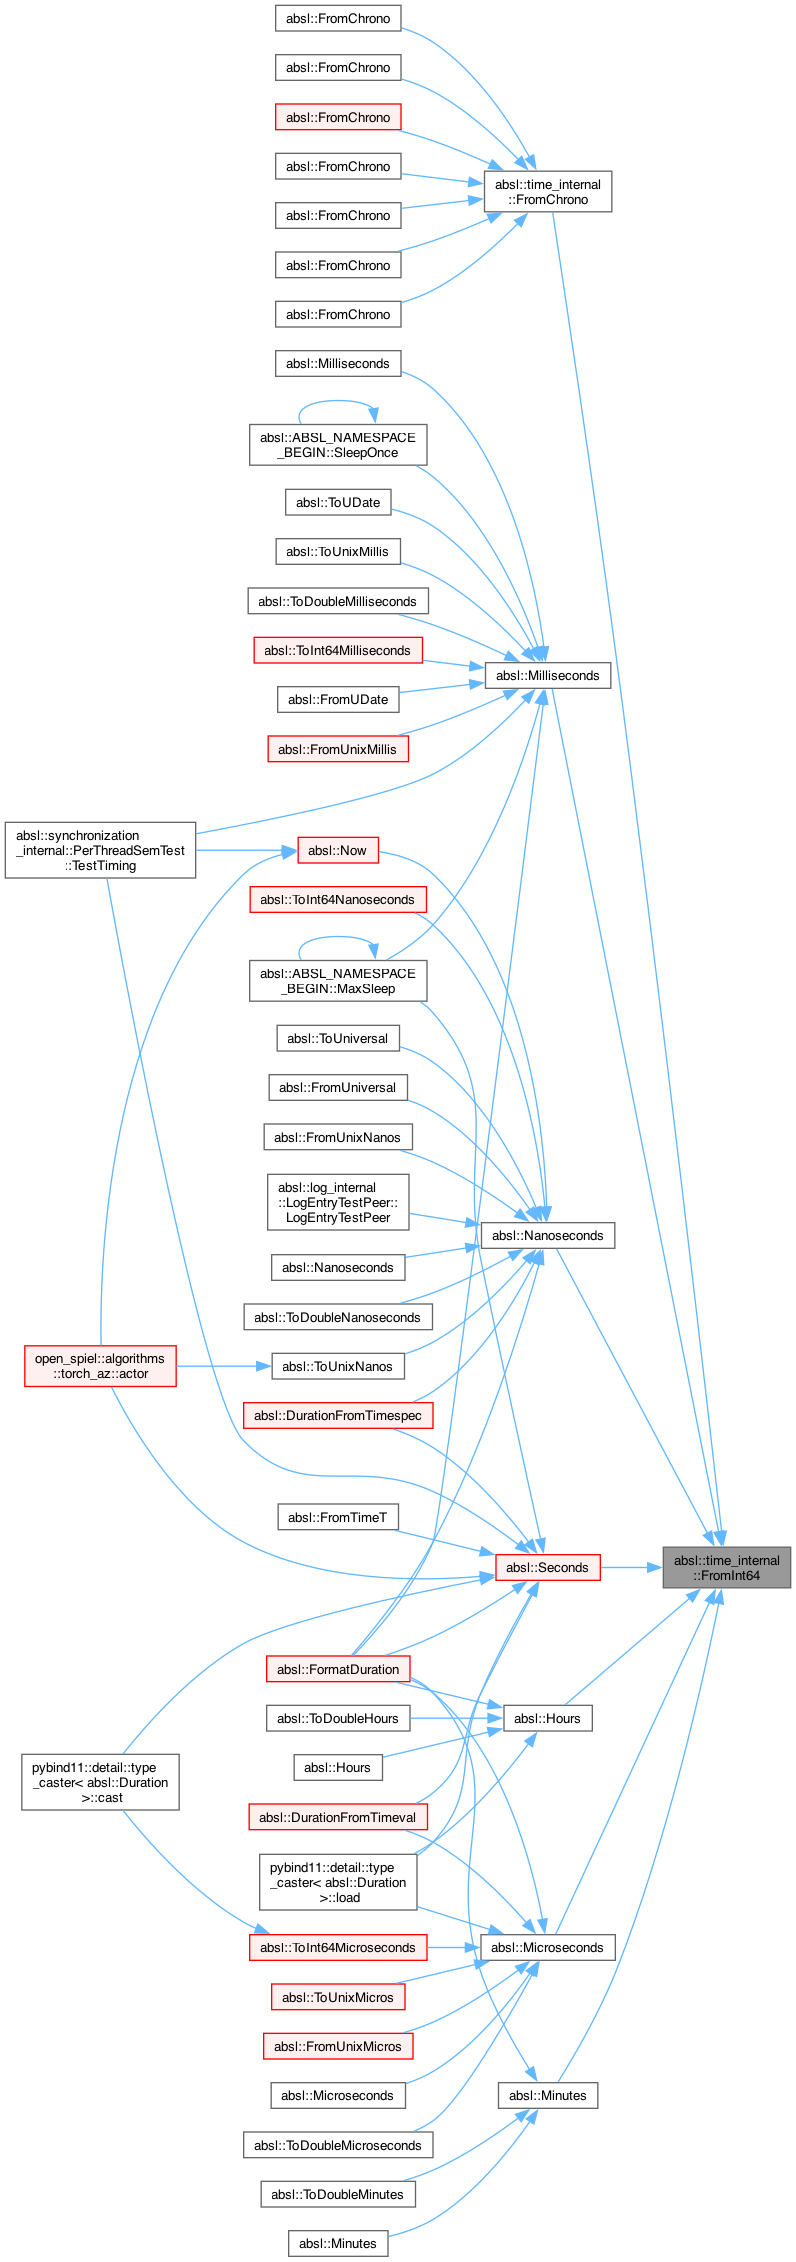 absl::FromChrono
absl::FromChrono
absl::FromChrono
absl::FromChrono
absl::time_internal
::FromChrono
absl::FromChrono
absl::FromChrono
absl::FromChrono
absl::Milliseconds
absl::ABSL_NAMESPACE
_BEGIN::SleepOnce
absl::ToUDate
absl::ToUnixMillis
absl::ToDoubleMilliseconds
absl::ToInt64Milliseconds
absl::Milliseconds
absl::FromUDate
absl::FromUnixMillis
absl::synchronization
_internal::PerThreadSemTest
::TestTiming
absl::Now
absl::ToInt64Nanoseconds
absl::ABSL_NAMESPACE
_BEGIN::MaxSleep
absl::ToUniversal
absl::FromUniversal
absl::FromUnixNanos
absl::log_internal
::LogEntryTestPeer::
LogEntryTestPeer
absl::Nanoseconds
absl::Nanoseconds
absl::ToDoubleNanoseconds
open_spiel::algorithms
::torch_az::actor
absl::ToUnixNanos
absl::DurationFromTimespec
absl::FromTimeT
absl::Seconds
absl::time_internal
::FromInt64
absl::FormatDuration
absl::ToDoubleHours
absl::Hours
absl::Hours
pybind11::detail::type
_caster< absl::Duration
>::cast
absl::DurationFromTimeval
pybind11::detail::type
_caster< absl::Duration
>::load
absl::ToInt64Microseconds
absl::Microseconds
absl::ToUnixMicros
absl::FromUnixMicros
absl::Microseconds
absl::Minutes
absl::ToDoubleMicroseconds
absl::ToDoubleMinutes
absl::Minutes